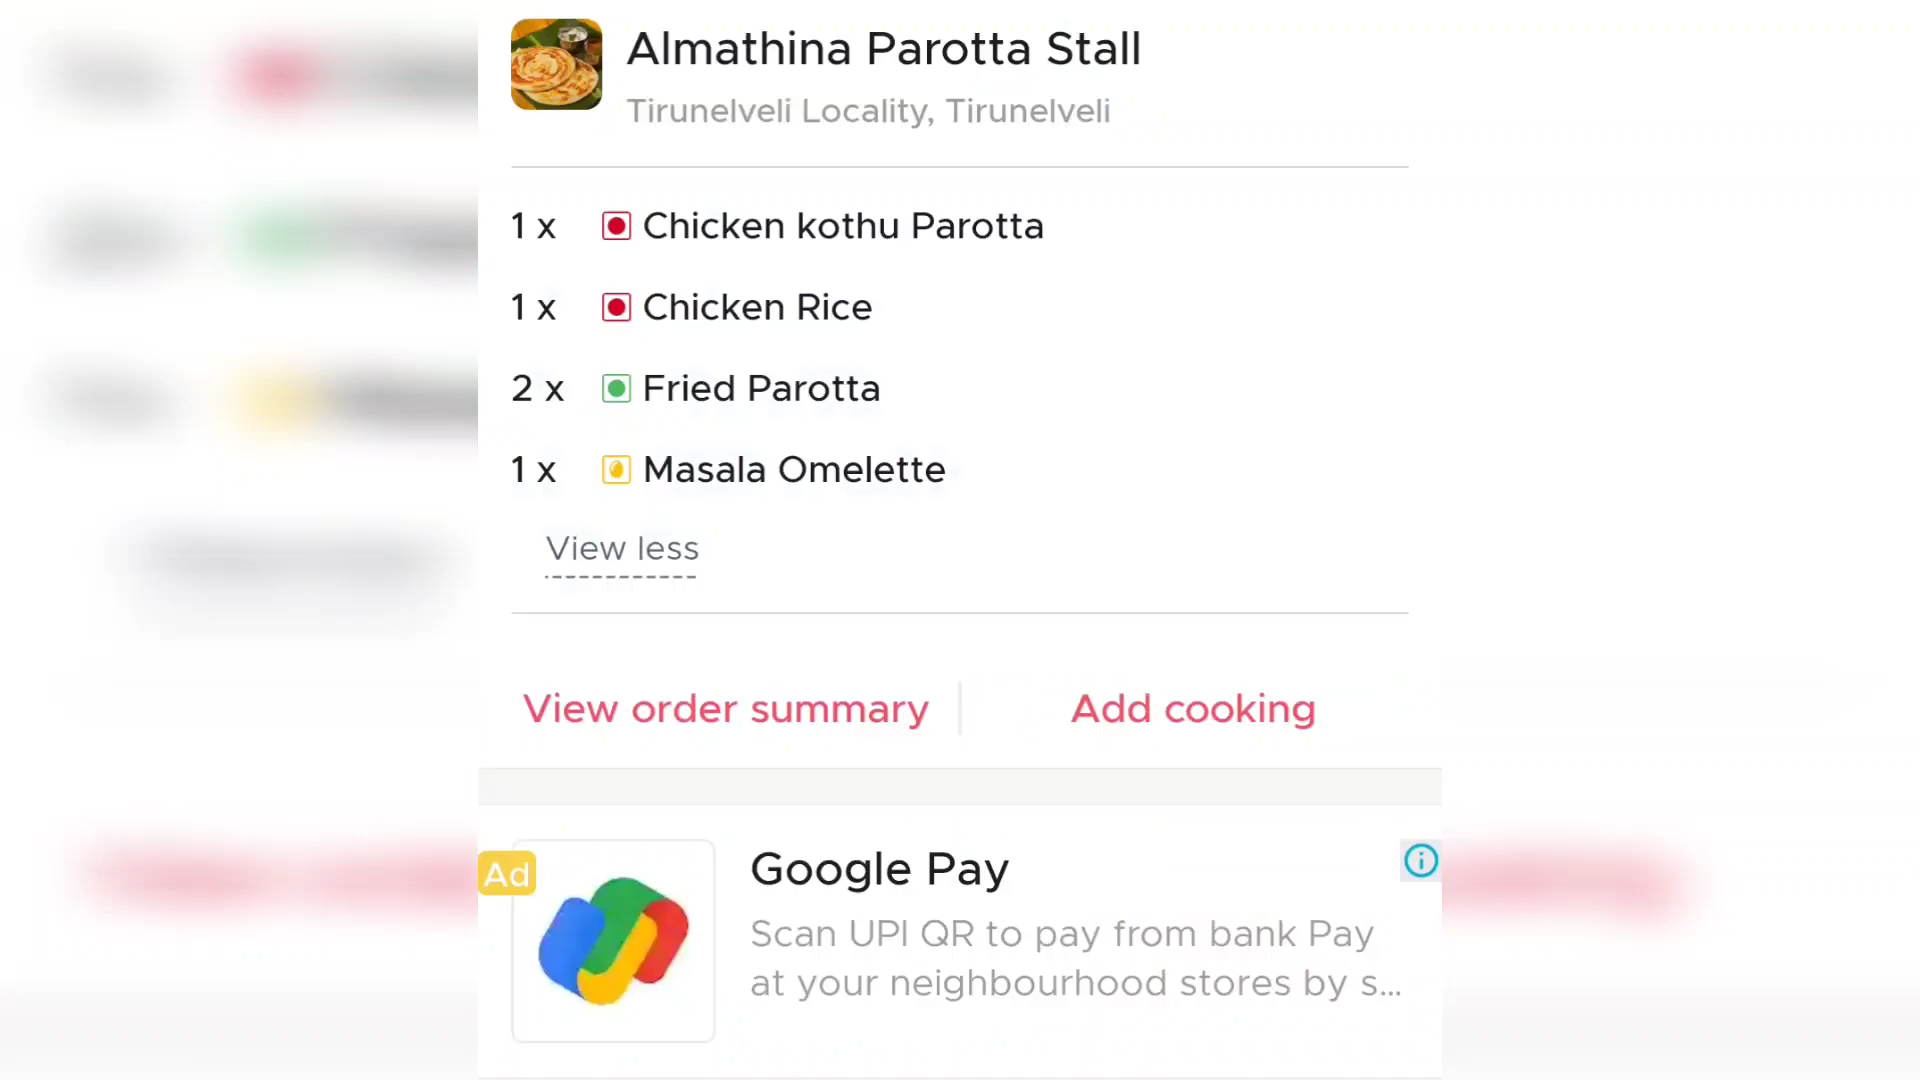 Almathina Parotta Stall
Tirunelveli Locality, Tirunelveli
1 x Chicken kothu Parotta
1 x Chicken Rice
2 x Fried Parotta
1 x Masala Omelette
View less
View order summary
Add cooking
Ad
Google Pay
Scan UPI QR to pay from bank Pay
at your neighbourhood stores by s...